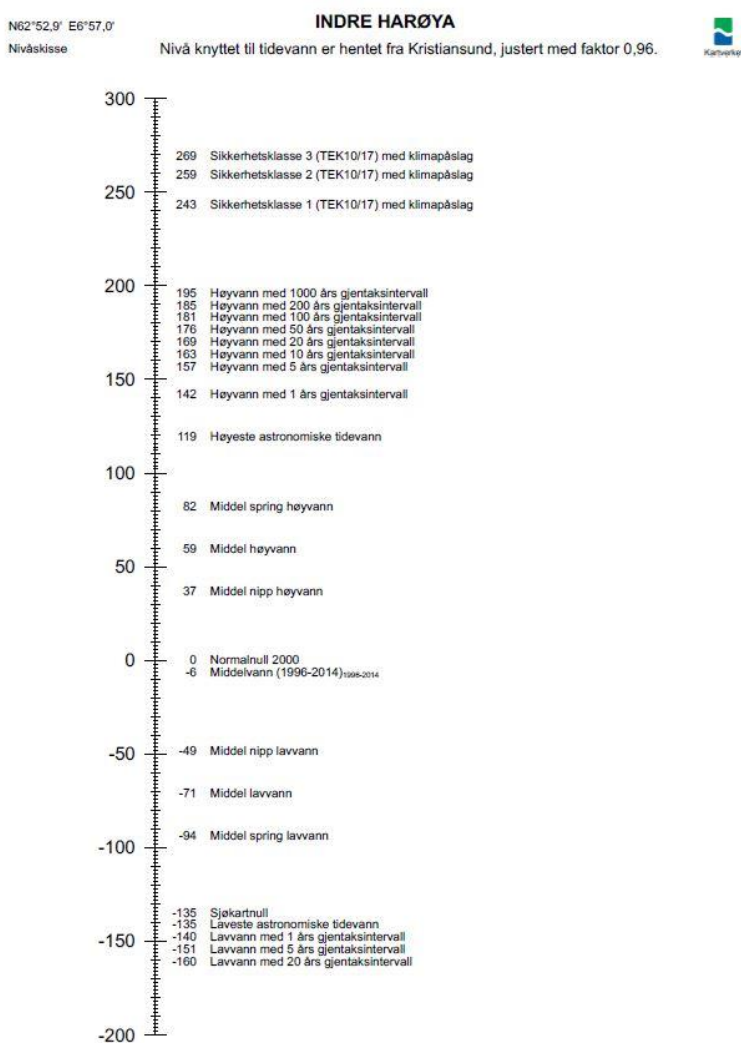 N62°52,9' E6°57,0'
INDRE HARØYA
Nivåskisse
Nivå knyttet til tidevann er hentet fra Kristiansund, justert med faktor 0,96.
Kartverket
300
269 Sikkerhetsklasse 3 (TEK10/17) med klimapåslag
259 Sikkerhetsklasse 2 (TEK10/17) med klimapåslag
250
243 Sikkerhetsklasse 1 (TEK10/17) med klimapåslag
200
195 Høyvann med 1000 års gjentaksintervall
185 Høyvann med 200 års gjentaksintervall
181 Høyvann med 100 års gjentaksintervall
176 Høyvann med 50 års gjentaksintervall
169 Høyvann med 20 års gjentaksintervall
163 Høyvann med 10 års gjentaksintervall
157 Høyvann med 5 års gjentaksintervall
150
142 Høyvann med 1 års gjentaksintervall
119 Høyeste astronomiske tidevann
100
82 Middel spring høyvann
59 Middel høyvann
50
37 Middel nipp høyvann
0
0 Normalnull 2000
-6 Middelvann (1996-2014)1996-2014
-49 Middel nipp lavvann
-50
-71 Middel lavvann
-94 Middel spring lavvann
-100
-135 Sjøkartnull
-135 Laveste astronomiske tidevann
-140 Lavvann med 1 års gjentaksintervall
-150
-151 Lavvann med 5 års gjentaksintervall
-160 Lavvann med 20 års gjentaksintervall
-200